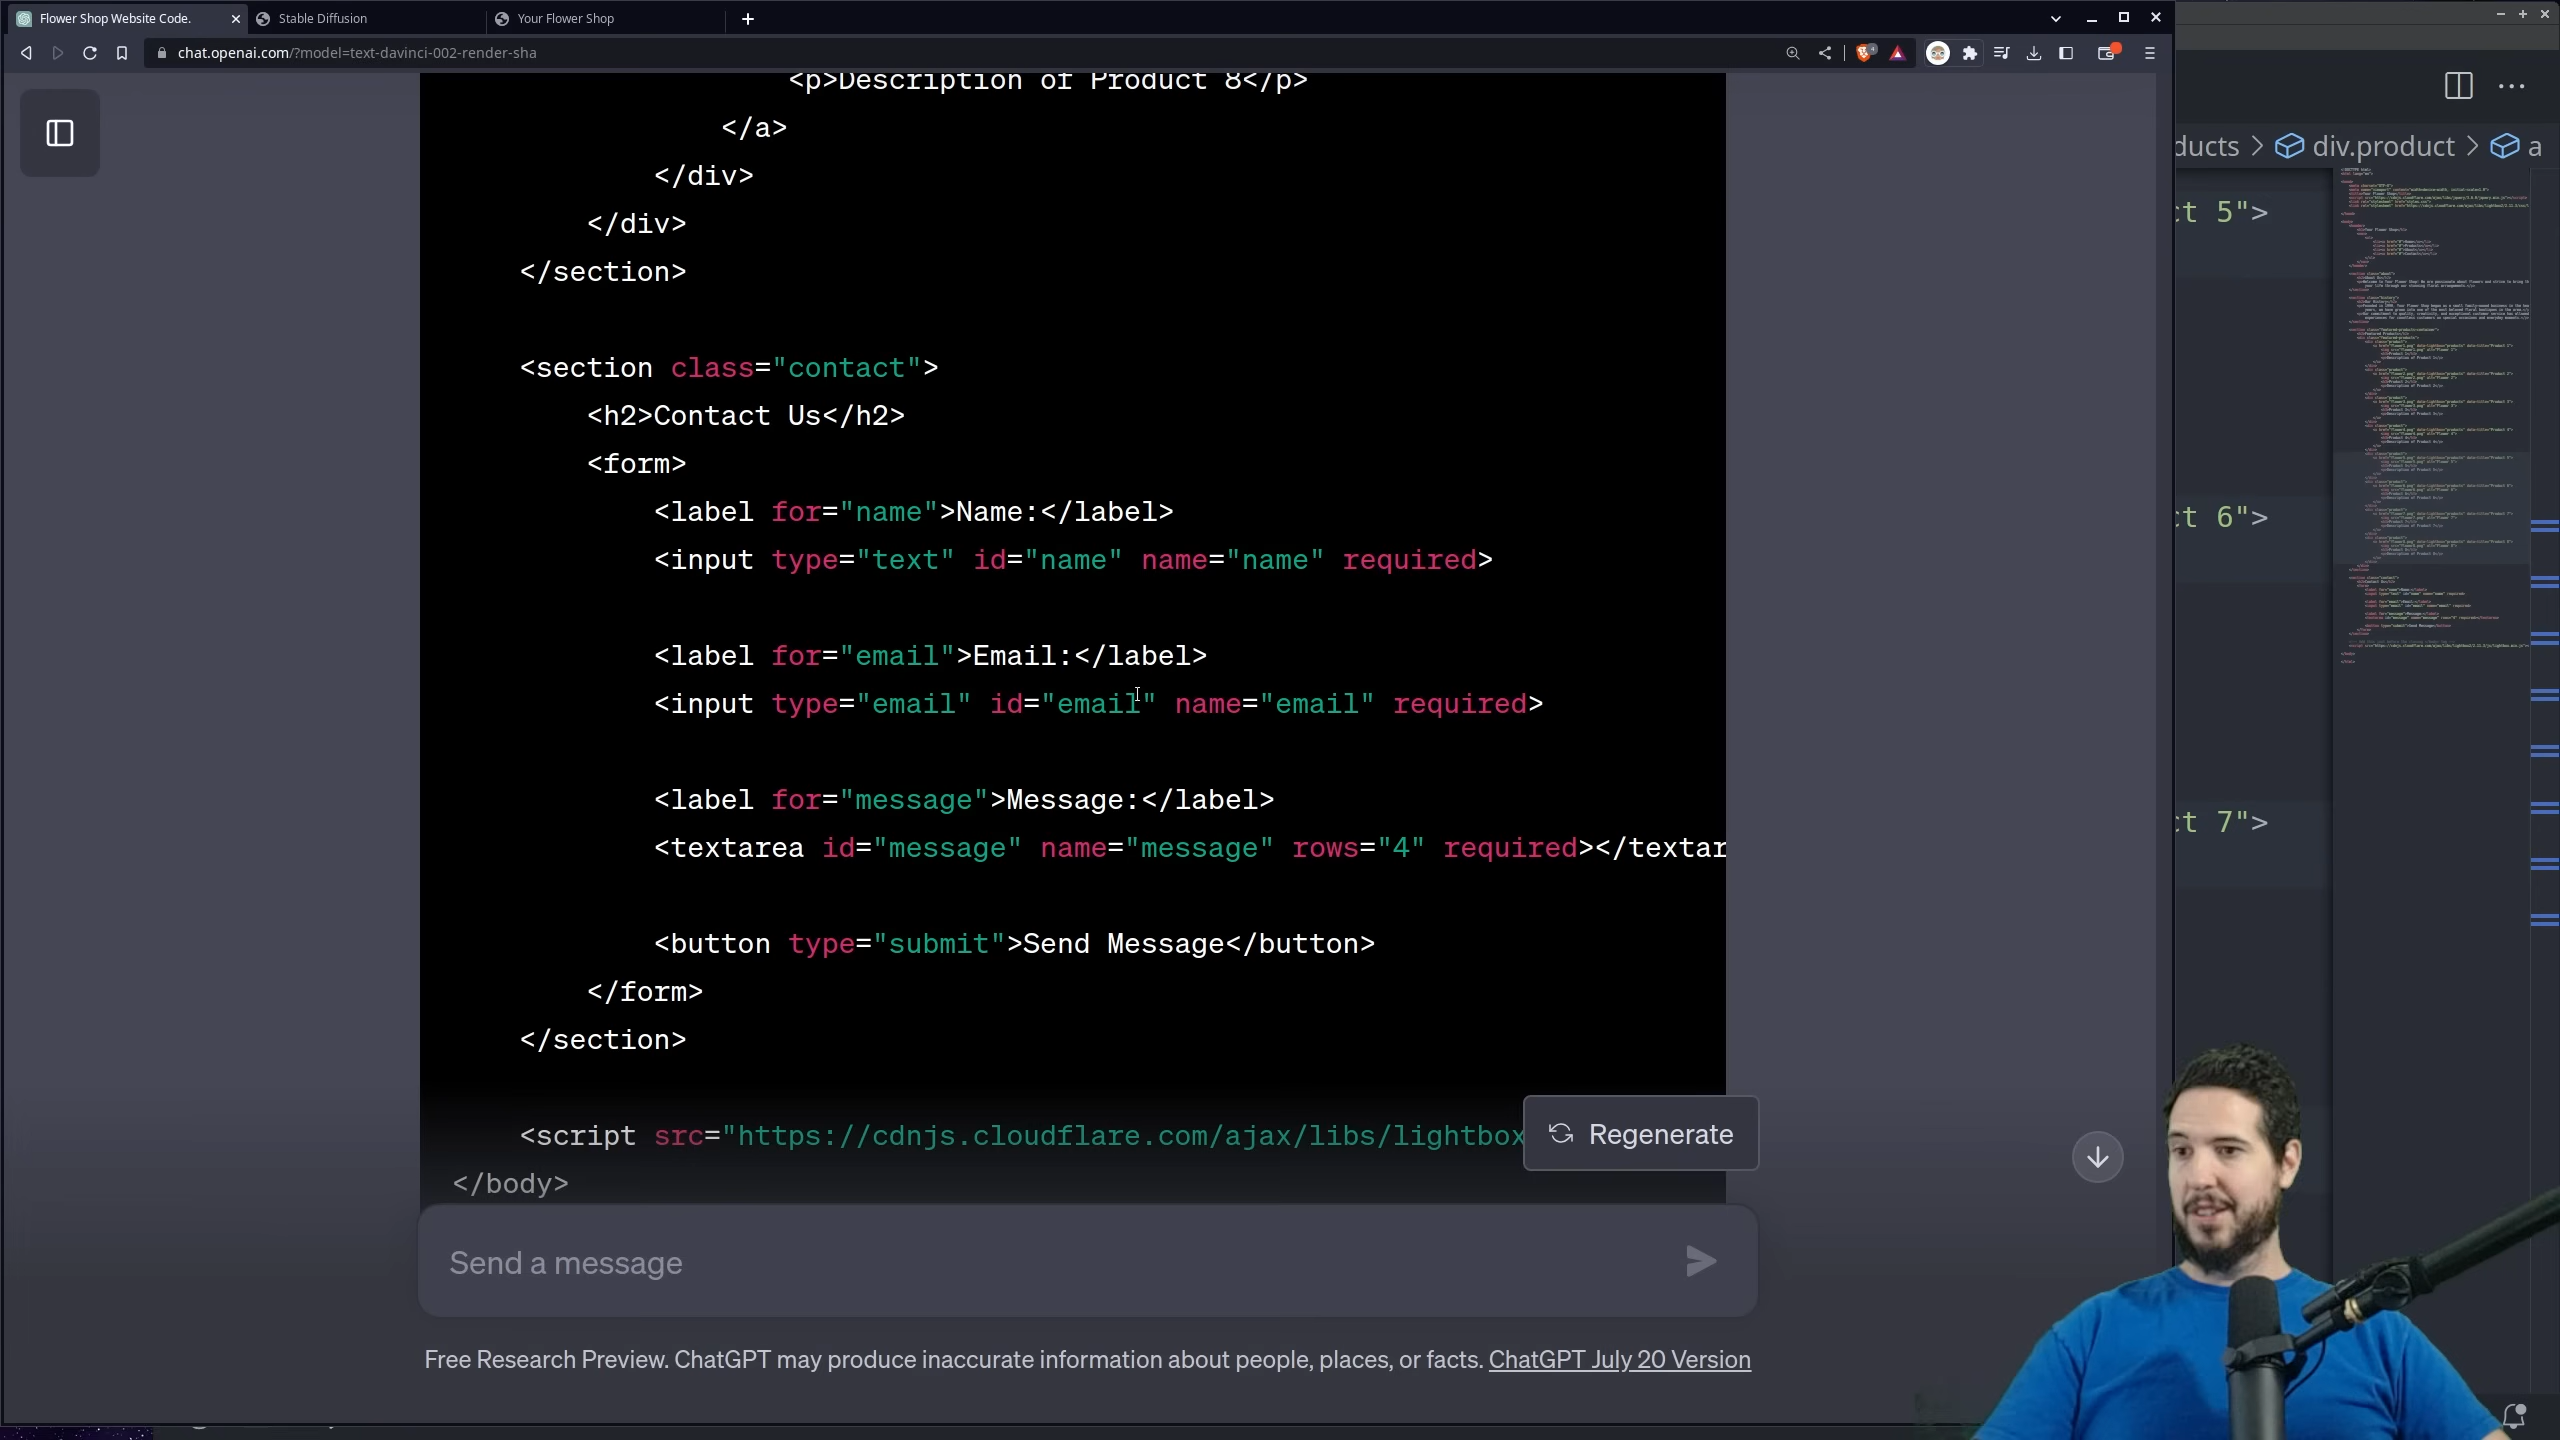 Flower Shop Website Code.
Stable Diffusion
Your Flower Shop
chat.openai.com/?model=text-davinci-002-render-sha
4
<p>Description of Product 8</p>
</a>
</div>
</div>
</section>
<section class="contact">
<h2>Contact Us</h2>
<form>
<label for="name">Name:</label>
<input type="text" id="name" name="name" required>
<label for="email">Email:</label>
<input type="email" id="email" name="email" required>
<label for="message">Message:</label>
<textarea id="message" name="message" rows="4" required></textar
<button type="submit">Send Message</button>
</form>
</section>
<script src="https://cdnjs.cloudflare.com/ajax/libs/lightbox
</body>
Regenerate
Send a message
Free Research Preview. ChatGPT may produce inaccurate information about people, places, or facts. ChatGPT July 20 Version
ducts > div.product > a
ct 5">
ct 6">
ct 7">